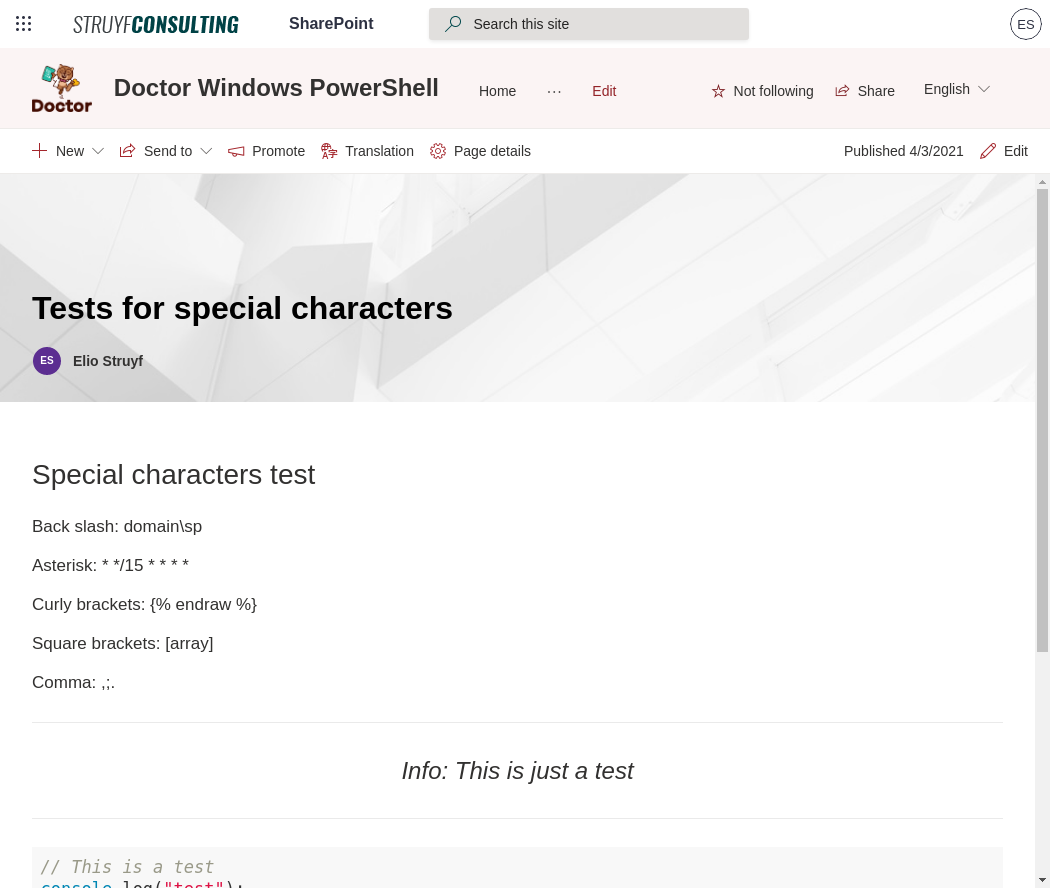 STRUYFCONSULTING SharePoint Search this site ES
Doctor Doctor Windows PowerShell Home ··· Edit Not following Share English
New Send to Promote Translation Page details Published 4/3/2021 Edit
Tests for special characters
ES Elio Struyf
Special characters test
Back slash: domain\sp
Asterisk: * */15 * * * *
Curly brackets: {% endraw %}
Square brackets: [array]
Comma: ,;.
Info: This is just a test
// This is a test
console.log("test");